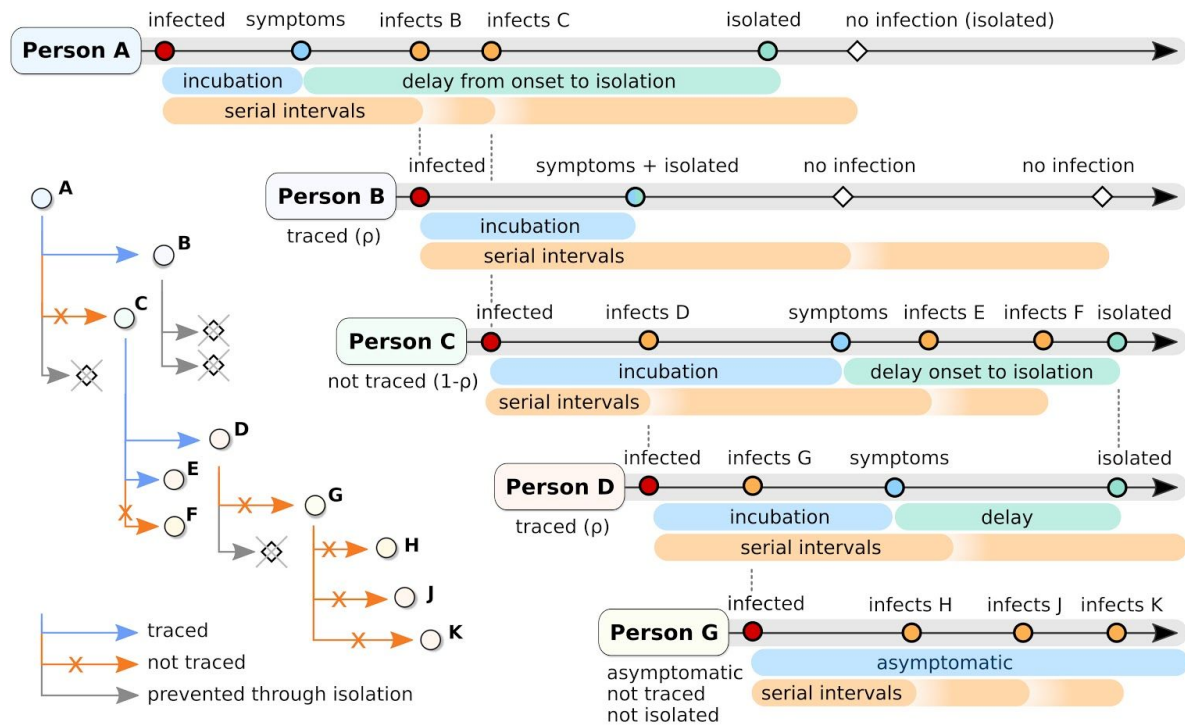 infected symptoms infects B infects C isolated no infection (isolated)
Person A
incubation delay from onset to isolation
serial intervals
infected symptoms + isolated no infection no infection
Person B
traced (ρ)
incubation
serial intervals
infected infects D symptoms infects E infects F isolated
Person C
not traced (1-ρ)
incubation delay onset to isolation
serial intervals
infected infects G symptoms isolated
Person D
traced (ρ)
incubation delay
serial intervals
infected infects H infects J infects K
Person G
asymptomatic
not traced
not isolated
asymptomatic
serial intervals
A
B
C
D
E
F
G
H
J
K
traced
not traced
prevented through isolation